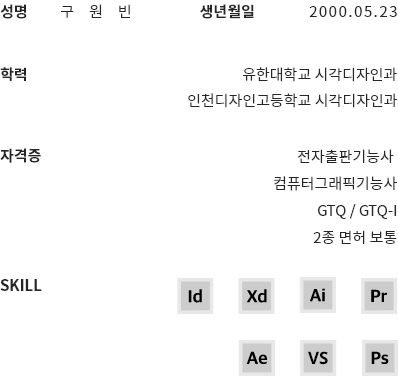 성명 구 원 빈 생년월일 2000.05.23
학력 유한대학교 시각디자인과
인천디자인고등학교 시각디자인과
자격증 전자출판기능사
컴퓨터그래픽기능사
GTQ / GTQ-I
2종 면허 보통
SKILL Id Xd Ai Pr
Ae VS Ps